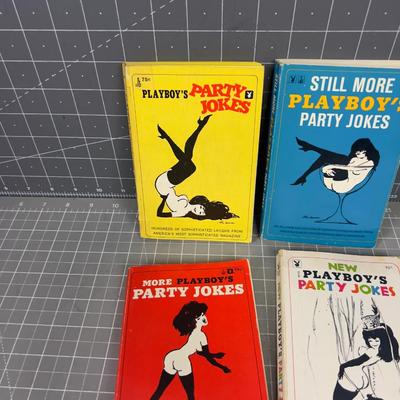 75¢
PLAYBOY'S PARTY
JOKES
HUNDREDS OF SOPHISTICATED LAUGHS FROM
AMERICA'S MOST SOPHISTICATED MAGAZINE
STILL MORE
PLAYBOY'S
PARTY JOKES
MORE PLAYBOY'S
PARTY JOKES
NEW
PLAYBOY'S
PARTY JOKES